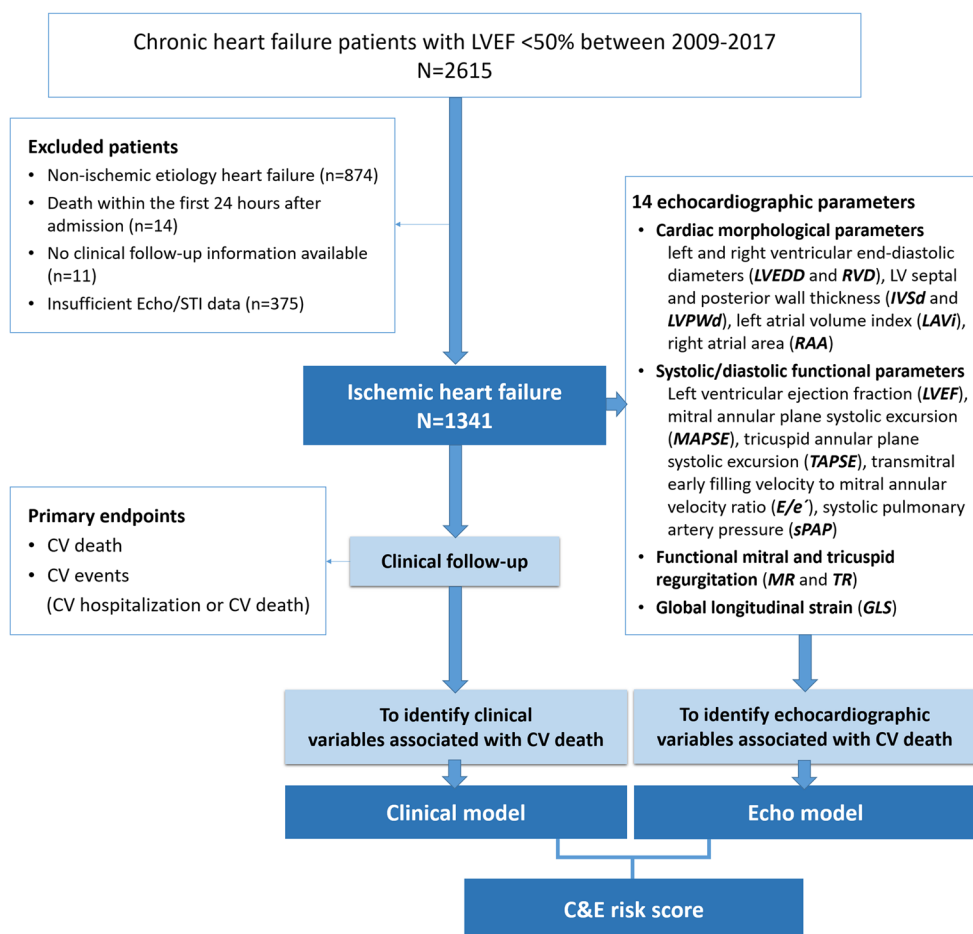 Chronic heart failure patients with LVEF <50% between 2009-2017
N=2615
Excluded patients
• Non-ischemic etiology heart failure (n=874)
• Death within the first 24 hours after
admission (n=14)
• No clinical follow-up information available
(n=11)
• Insufficient Echo/STI data (n=375)
Ischemic heart failure
N=1341
14 echocardiographic parameters
• Cardiac morphological parameters
left and right ventricular end-diastolic
diameters (LVEDD and RVD), LV septal
and posterior wall thickness (IVSd and
LVPWd), left atrial volume index (LAVi),
right atrial area (RAA)
• Systolic/diastolic functional parameters
Left ventricular ejection fraction (LVEF),
mitral annular plane systolic excursion
(MAPSE), tricuspid annular plane
systolic excursion (TAPSE), transmitral
early filling velocity to mitral annular
velocity ratio (E/e´), systolic pulmonary
artery pressure (sPAP)
• Functional mitral and tricuspid
regurgitation (MR and TR)
• Global longitudinal strain (GLS)
Primary endpoints
• CV death
• CV events
(CV hospitalization or CV death)
Clinical follow-up
To identify clinical
variables associated with CV death
To identify echocardiographic
variables associated with CV death
Clinical model
Echo model
C&E risk score